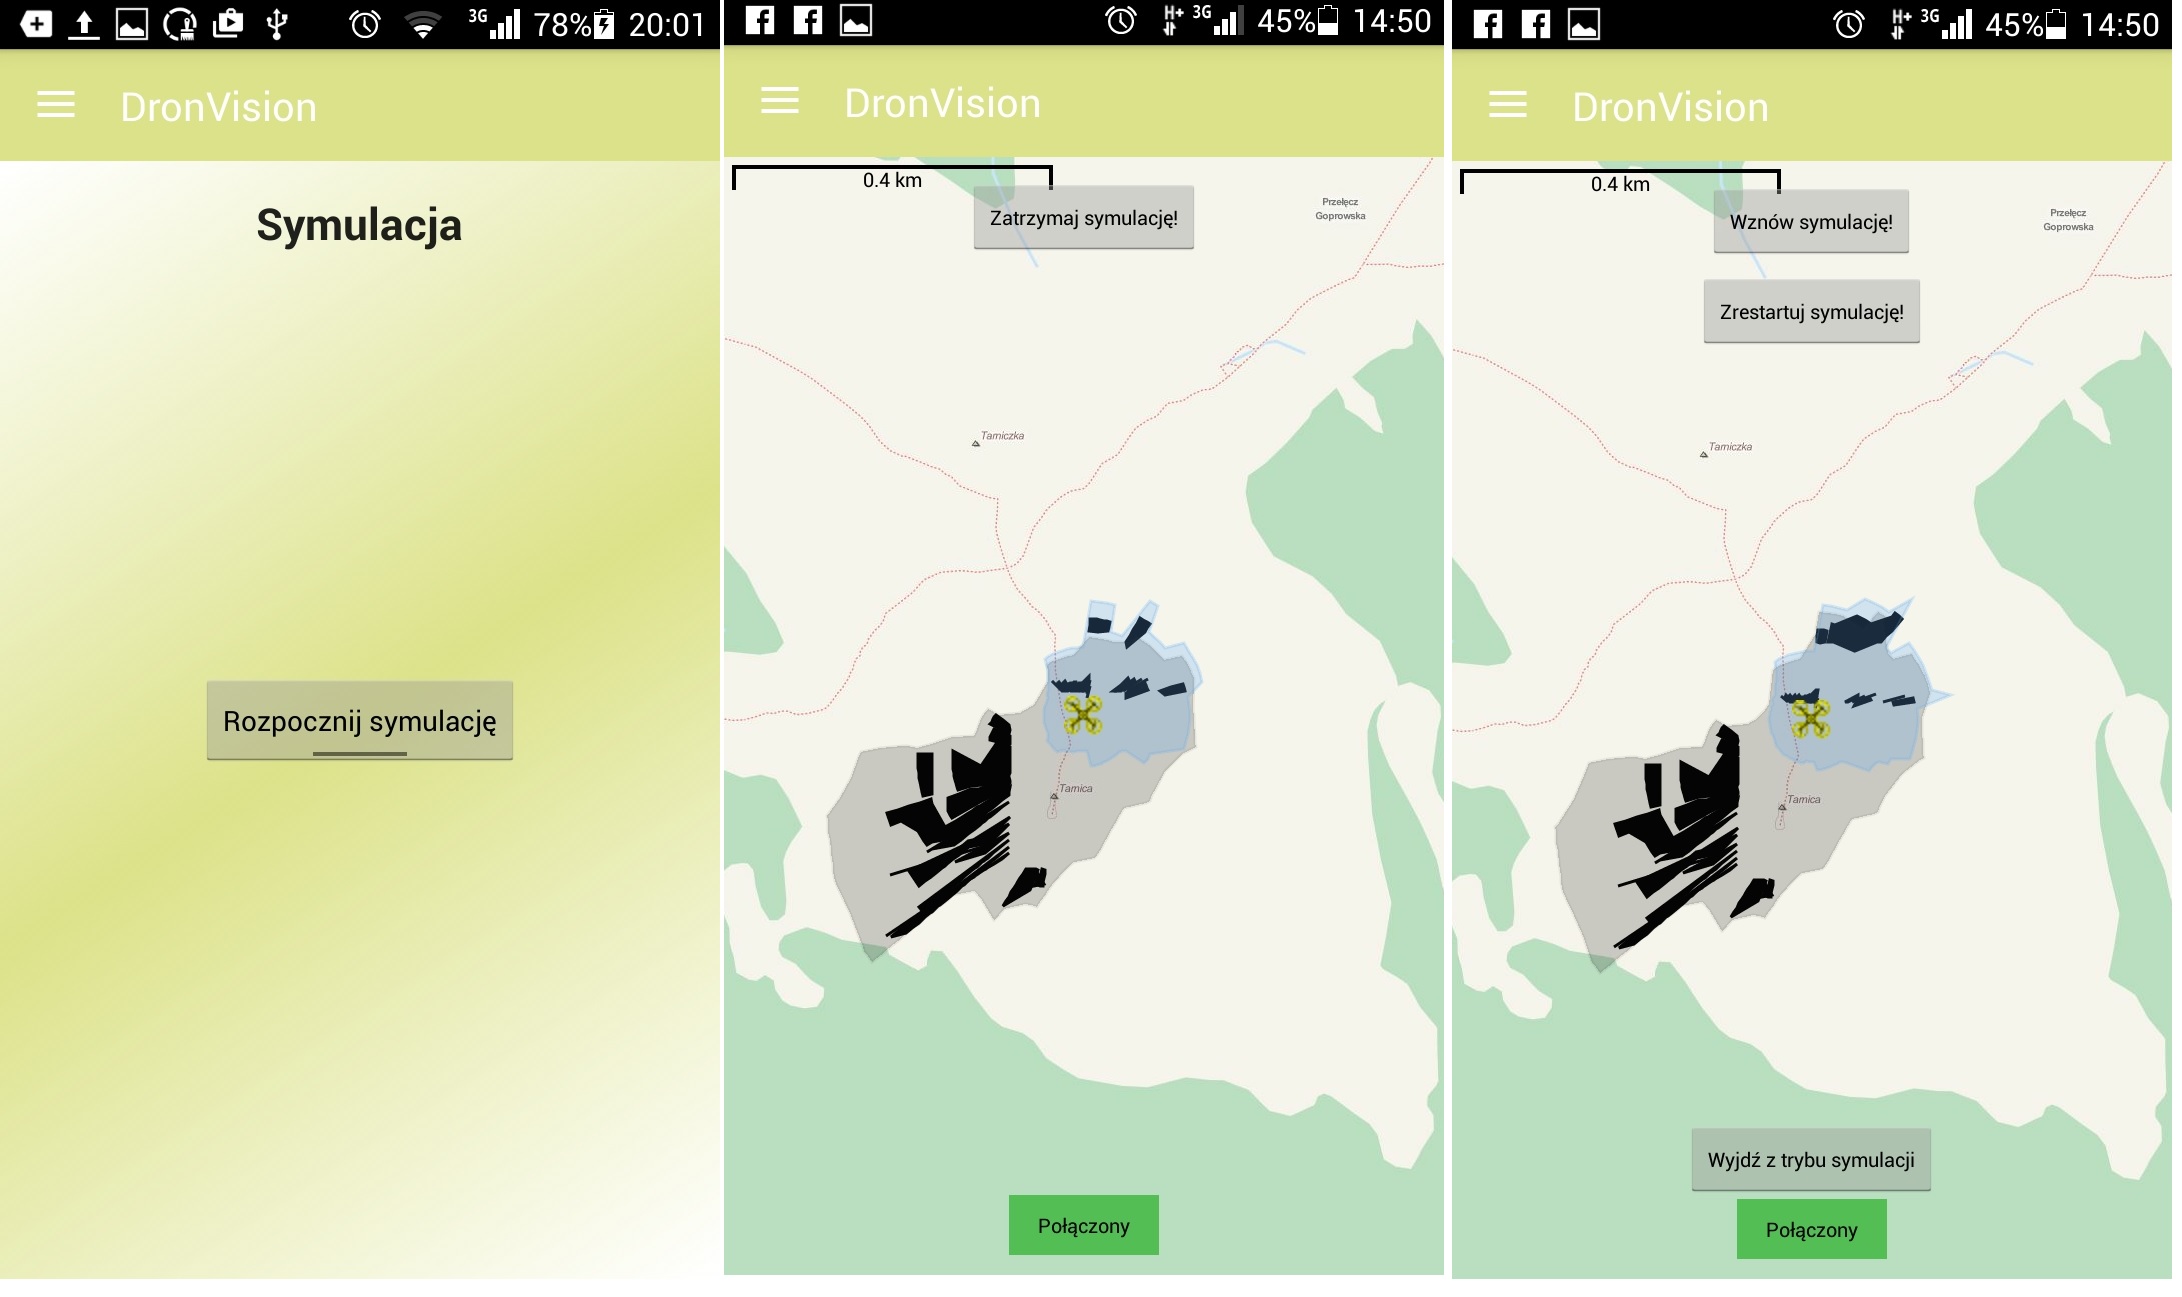 3G 78% 20:01
DronVision
Symulacja
Rozpocznij symulację
H+ 3G 45% 14:50
DronVision
0.4 km
Zatrzymaj symulację!
Przełęcz
Goprowska
Tarniczka
Tarnica
Połączony
H+ 3G 45% 14:50
DronVision
0.4 km
Wznów symulację!
Przełęcz
Goprowska
Zrestartuj symulację!
Tarniczka
Tarnica
Wyjdź z trybu symulacji
Połączony